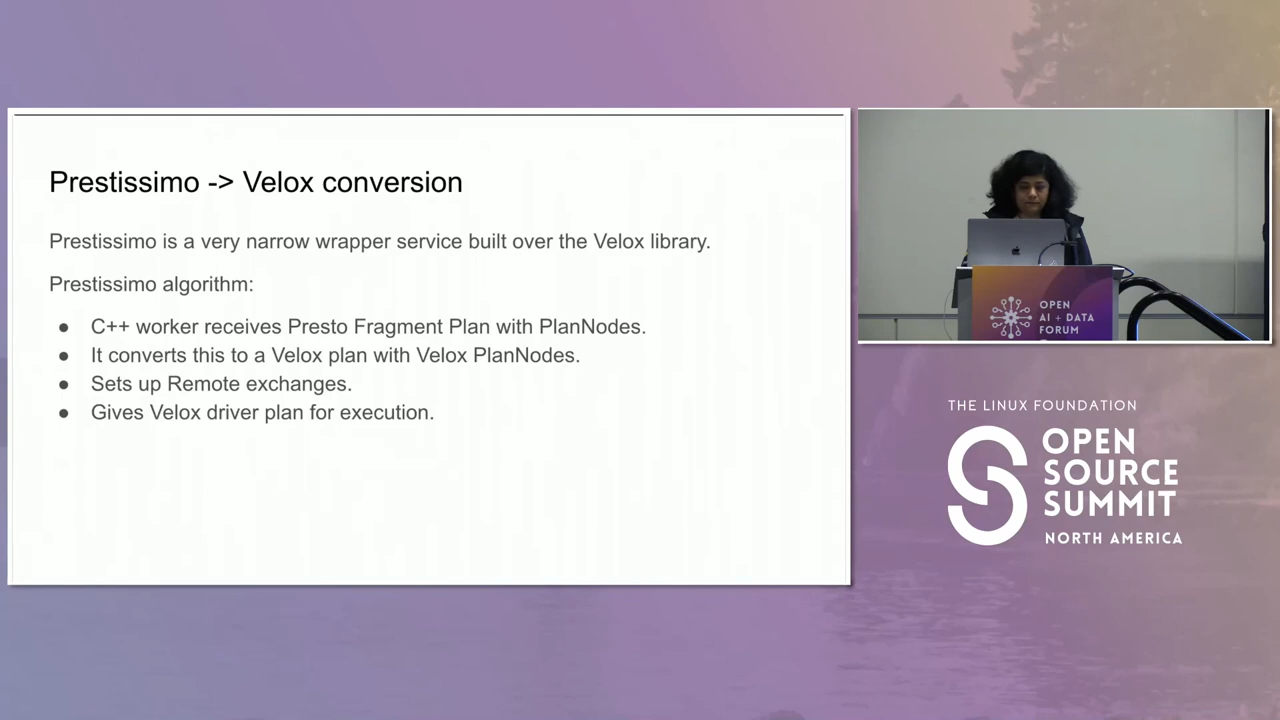 Prestissimo -> Velox conversion
Prestissimo is a very narrow wrapper service built over the Velox library.
Prestissimo algorithm:
● C++ worker receives Presto Fragment Plan with PlanNodes.
● It converts this to a Velox plan with Velox PlanNodes.
● Sets up Remote exchanges.
● Gives Velox driver plan for execution.
OPEN
AI + DATA
FORUM
THE LINUX FOUNDATION
OPEN
SOURCE
SUMMIT
NORTH AMERICA